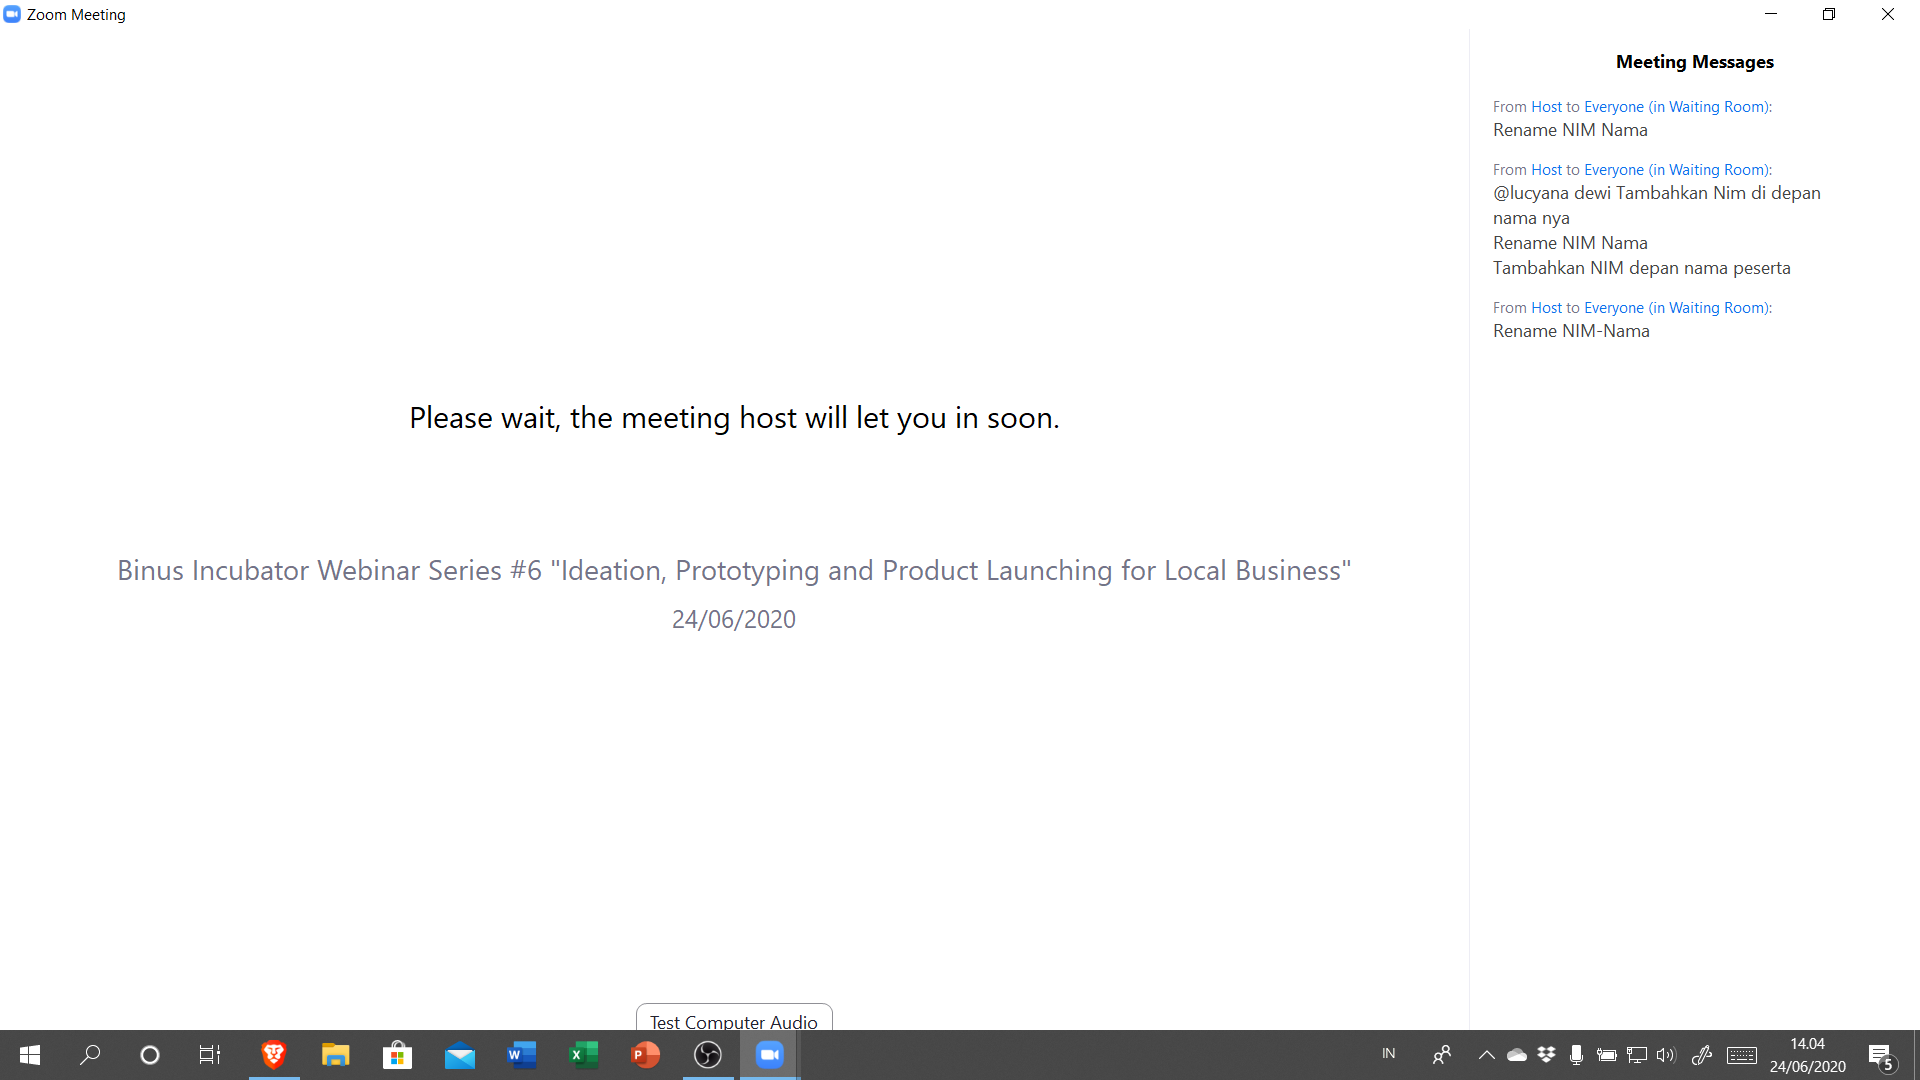 Zoom Meeting
Meeting Messages
From Host to Everyone (in Waiting Room):
Rename NIM Nama
From Host to Everyone (in Waiting Room):
@lucyana dewi Tambahkan Nim di depan
nama nya
Rename NIM Nama
Tambahkan NIM depan nama peserta
From Host to Everyone (in Waiting Room):
Rename NIM-Nama
Please wait, the meeting host will let you in soon.
Binus Incubator Webinar Series #6 "Ideation, Prototyping and Product Launching for Local Business"
24/06/2020
Test Computer Audio
IN
14.04
24/06/2020
5